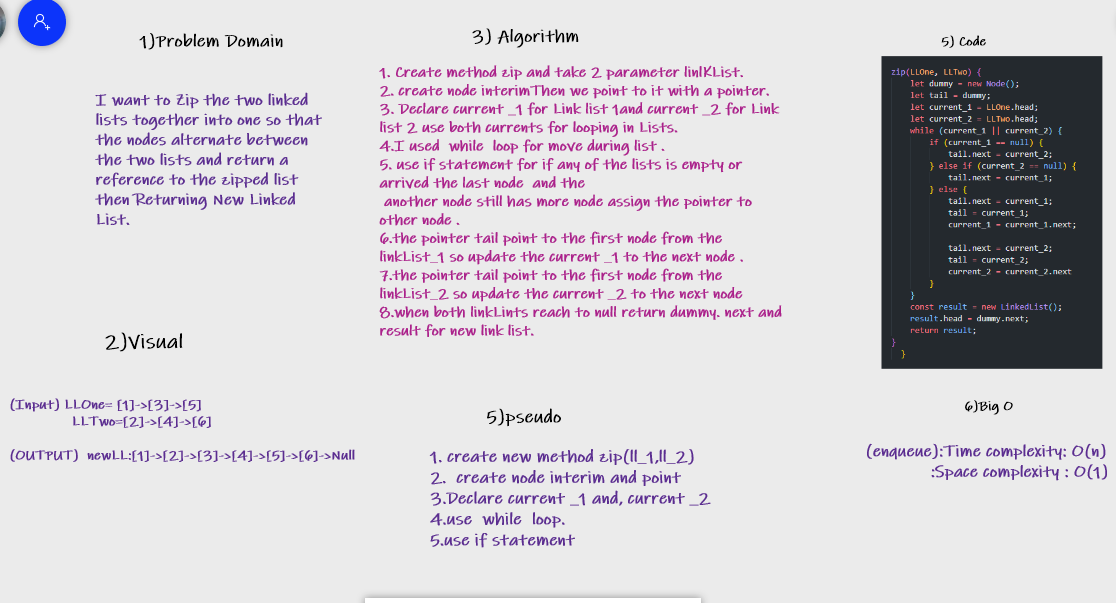 1)Problem Domain
I want to zip the two linked
lists together into one so that
the nodes alternate between
the two lists and return a
reference to the zipped list
then Returning New Linked
List.
2)Visual
(Input) LLOne= [1]->[3]->[5]
LLTwo=[2]->[4]->[6]
(OUTPUT) newLL:[1]->[2]->[3]->[4]->[5]->[6]->Null
3) Algorithm
1. Create method zip and take 2 parameter linlKList.
2. create node interimThen we point to it with a pointer.
3. Declare current _1 for Link list 1and current _2 for Link
list 2 use both currents for looping in Lists.
4.I used while loop for move during list .
5. use if statement for if any of the lists is empty or
arrived the last node and the
another node still has more node assign the pointer to
other node .
6.the pointer tail point to the first node from the
linkList_1 so update the current _1 to the next node .
7.the pointer tail point to the first node from the
linkList_2 so update the current _2 to the next node
8.when both linkLints reach to null return dummy. next and
result for new link list.
5)pseudo
1. create new method zip(ll_1,ll_2)
2. create node interim and point
3.Declare current _1 and, current _2
4.use while loop.
5.use if statement
5) Code
zip(LLOne, LLTwo) {
let dummy = new Node();
let tail = dummy;
let current_1 = LLOne.head;
let current_2 = LLTwo.head;
while (current_1 || current_2) {
if (current_1 == null) {
tail.next = current_2;
} else if (current_2 == null) {
tail.next = current_1;
} else {
tail.next = current_1;
tail = current_1;
current_1 = current_1.next;
tail.next = current_2;
tail = current_2;
current_2 = current_2.next
}
}
const result = new LinkedList();
result.head = dummy.next;
return result;
}
}
6)Big O
(enqueue):Time complexity: O(n)
:Space complexity : O(1)